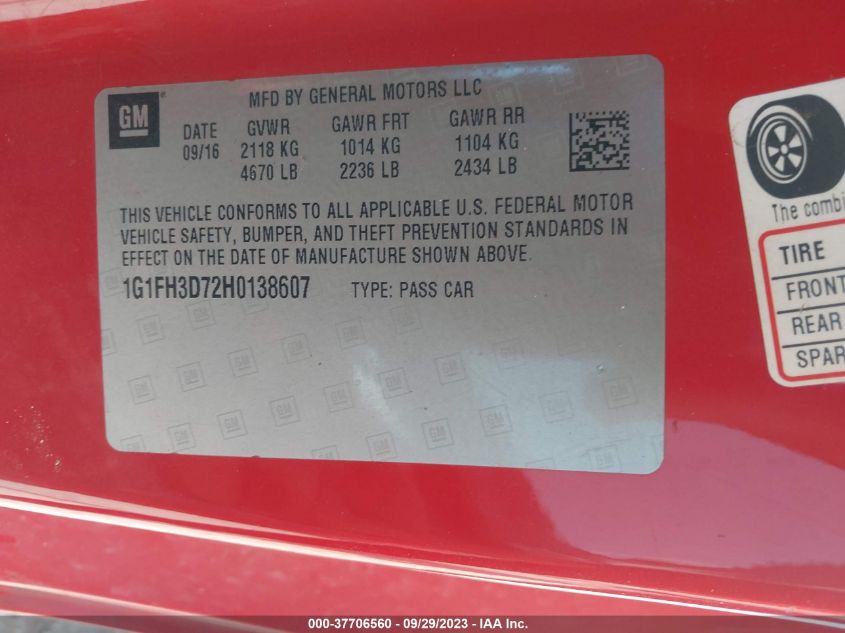 GM
MFD BY GENERAL MOTORS LLC
DATE GVWR GAWR FRT GAWR RR
09/16 2118 KG 1014 KG 1104 KG
4670 LB 2236 LB 2434 LB
THIS VEHICLE CONFORMS TO ALL APPLICABLE U.S. FEDERAL MOTOR
VEHICLE SAFETY, BUMPER, AND THEFT PREVENTION STANDARDS IN
EFFECT ON THE DATE OF MANUFACTURE SHOWN ABOVE.
1G1FH3D72H0138607 TYPE: PASS CAR
The combi
TIRE
FRONT
REAR
SPAR
000-37706560 - 09/29/2023 - IAA Inc.